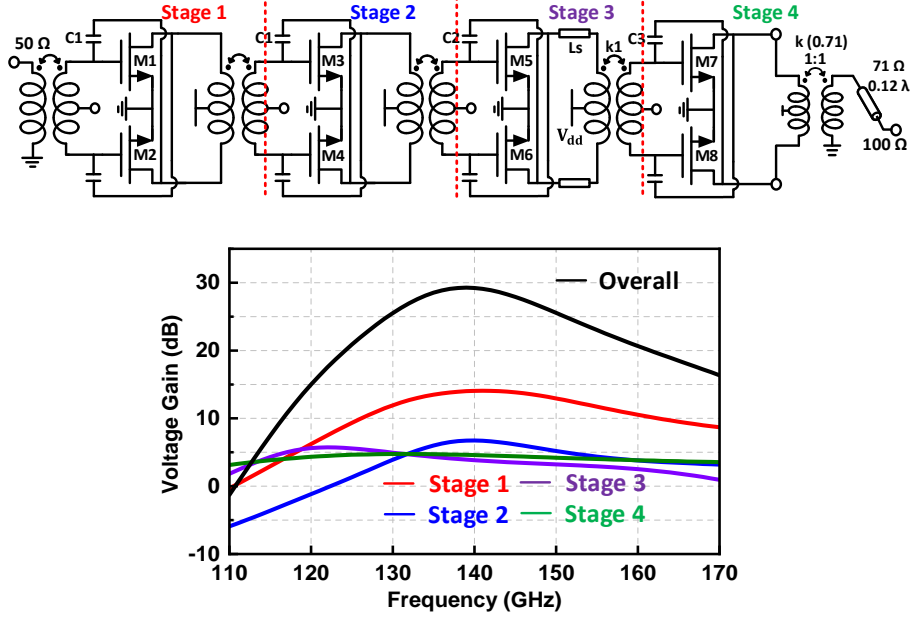 Stage 1
Stage 2
Stage 3
Stage 4
50 Ω
C1
M1
M2
C1
M3
M4
C2
M5
M6
Ls
k1
Vdd
C3
M7
M8
k (0.71)
1:1
71 Ω
0.12 λ
100 Ω
Voltage Gain (dB)
30
20
10
0
-10
Overall
Stage 1
Stage 3
Stage 2
Stage 4
110 120 130 140 150 160 170
Frequency (GHz)